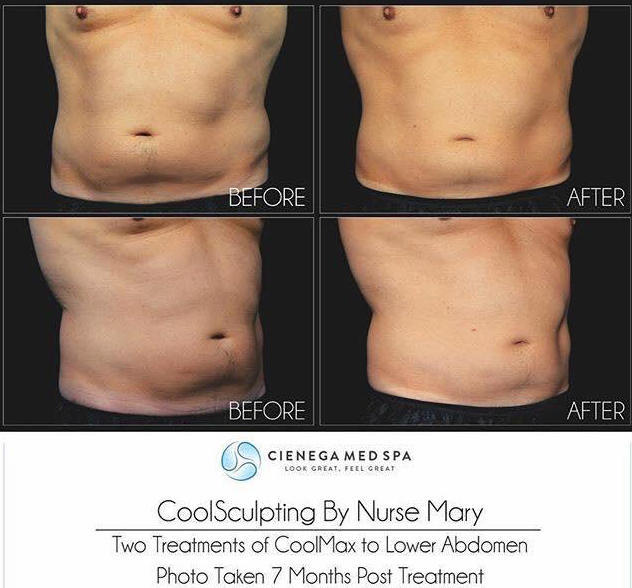 BEFORE
AFTER
BEFORE
AFTER
CIENEGA MED SPA
LOOK GREAT, FEEL GREAT
CoolSculpting By Nurse Mary
Two Treatments of CoolMax to Lower Abdomen
Photo Taken 7 Months Post Treatment